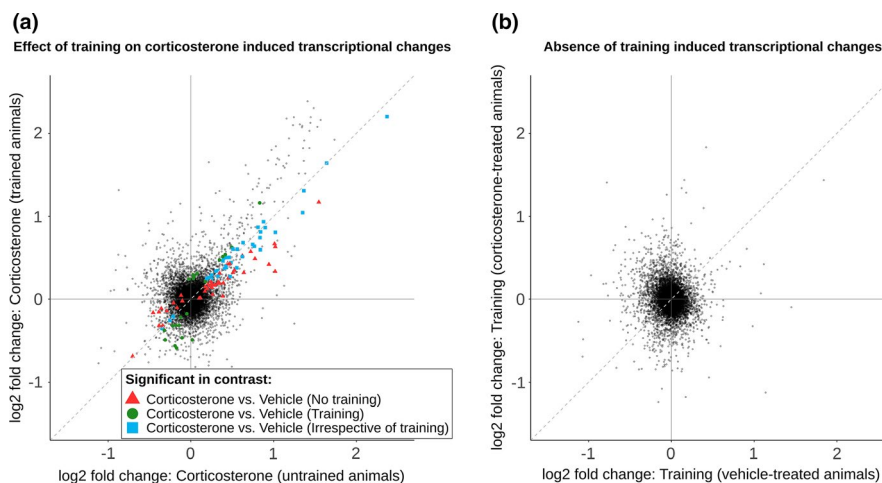 (a)
Effect of training on corticosterone induced transcriptional changes
log2 fold change: Corticosterone (trained animals)
2
1
0
-1
Significant in contrast:
Corticosterone vs. Vehicle (No training)
Corticosterone vs. Vehicle (Training)
Corticosterone vs. Vehicle (Irrespective of training)
-1 0 1 2
log2 fold change: Corticosterone (untrained animals)
(b)
Absence of training induced transcriptional changes
log2 fold change: Training (corticosterone-treated animals)
2
1
0
-1
-1 0 1 2
log2 fold change: Training (vehicle-treated animals)